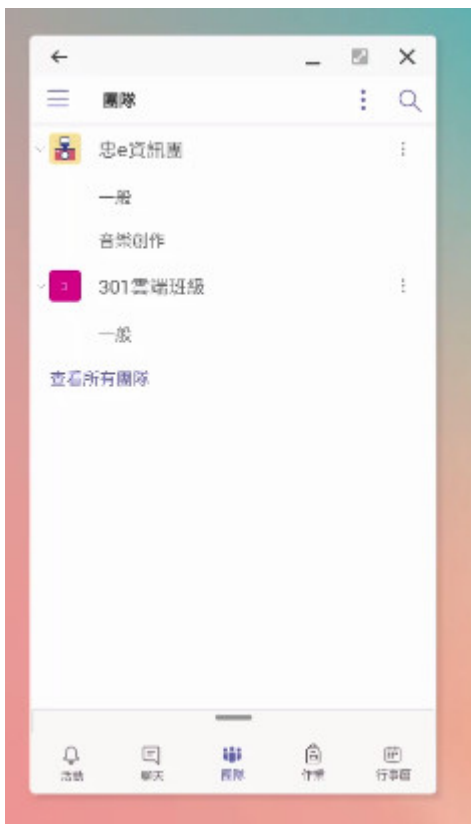 團隊
忠e資訊團
一般
音樂创作
301雲端班級
一般
查看所有團隊
活動
聊天
團隊
作業
行事曆